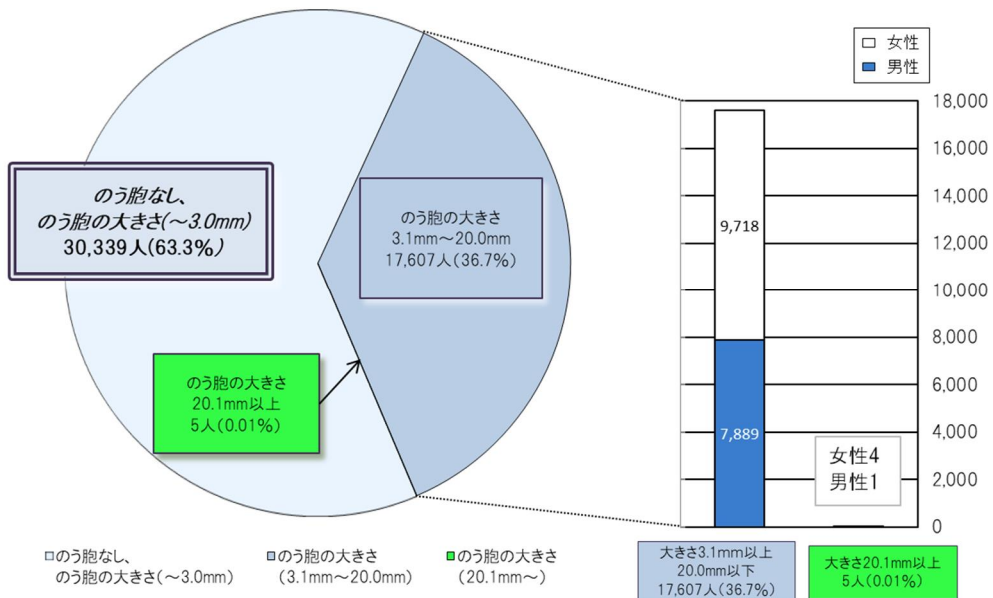 女性
男性
のう胞なし、
のう胞の大きさ(～3.0mm)
30,339人(63.3%)
のう胞の大きさ
3.1mm～20.0mm
17,607人(36.7%)
のう胞の大きさ
20.1mm以上
5人(0.01%)
18,000
16,000
14,000
12,000
10,000
8,000
6,000
4,000
2,000
0
9,718
7,889
女性4
男性1
のう胞なし、
のう胞の大きさ(～3.0mm)
のう胞の大きさ
(3.1mm～20.0mm)
のう胞の大きさ
(20.1mm～)
大きさ3.1mm以上
20.0mm以下
17,607人(36.7%)
大きさ20.1mm以上
5人(0.01%)